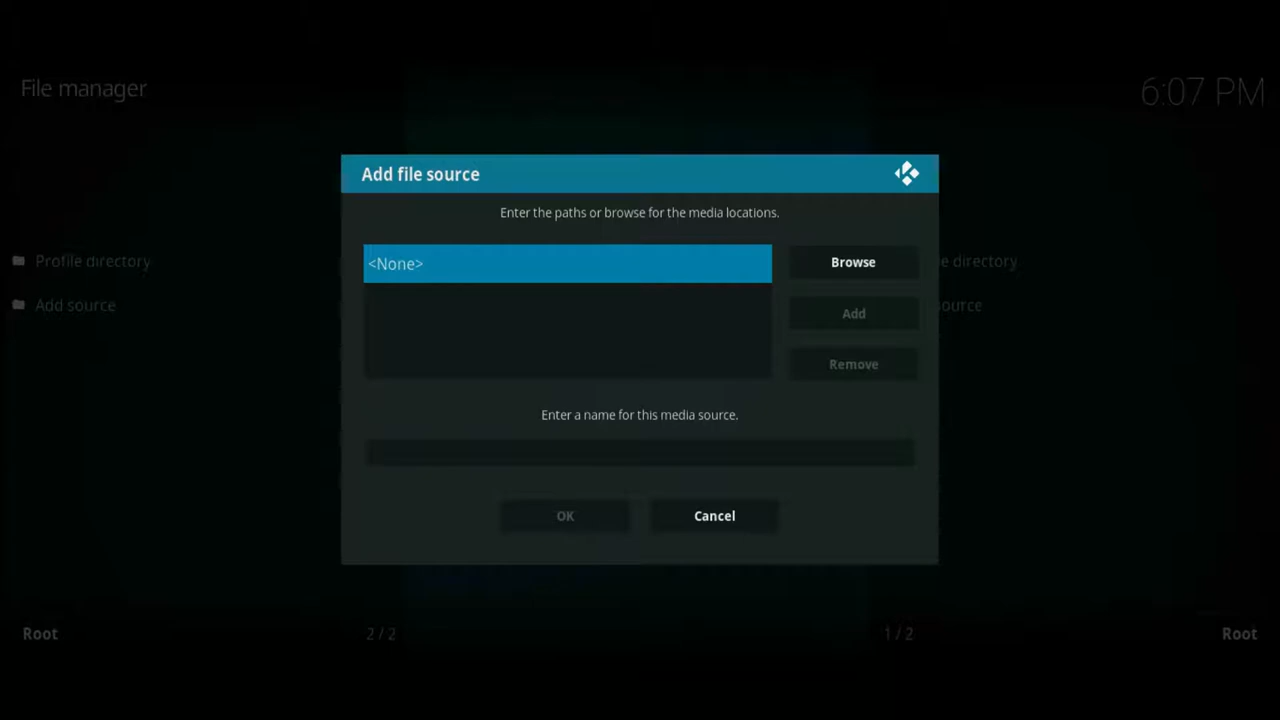 File manager
6:07 PM
Add file source
Enter the paths or browse for the media locations.
<None>
Browse
Profile directory
e directory
Add source
ource
Add
Remove
Enter a name for this media source.
OK
Cancel
Root
2 / 2
1 / 2
Root